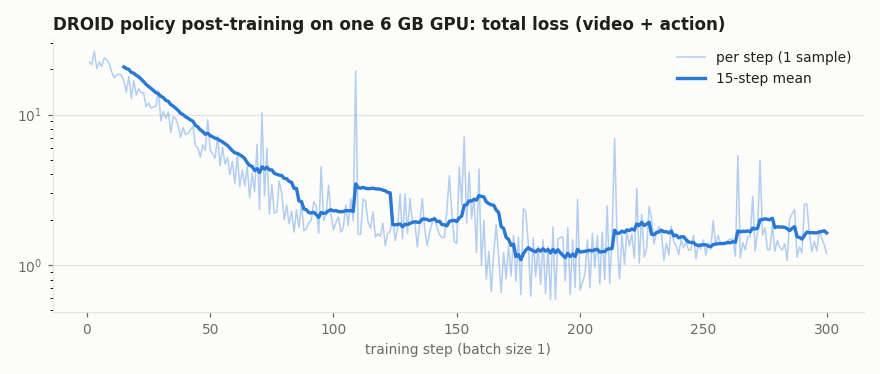 DROID policy post-training on one 6 GB GPU: total loss (video + action)
per step (1 sample)
15-step mean
10¹
10⁰
0 50 100 150 200 250 300
training step (batch size 1)